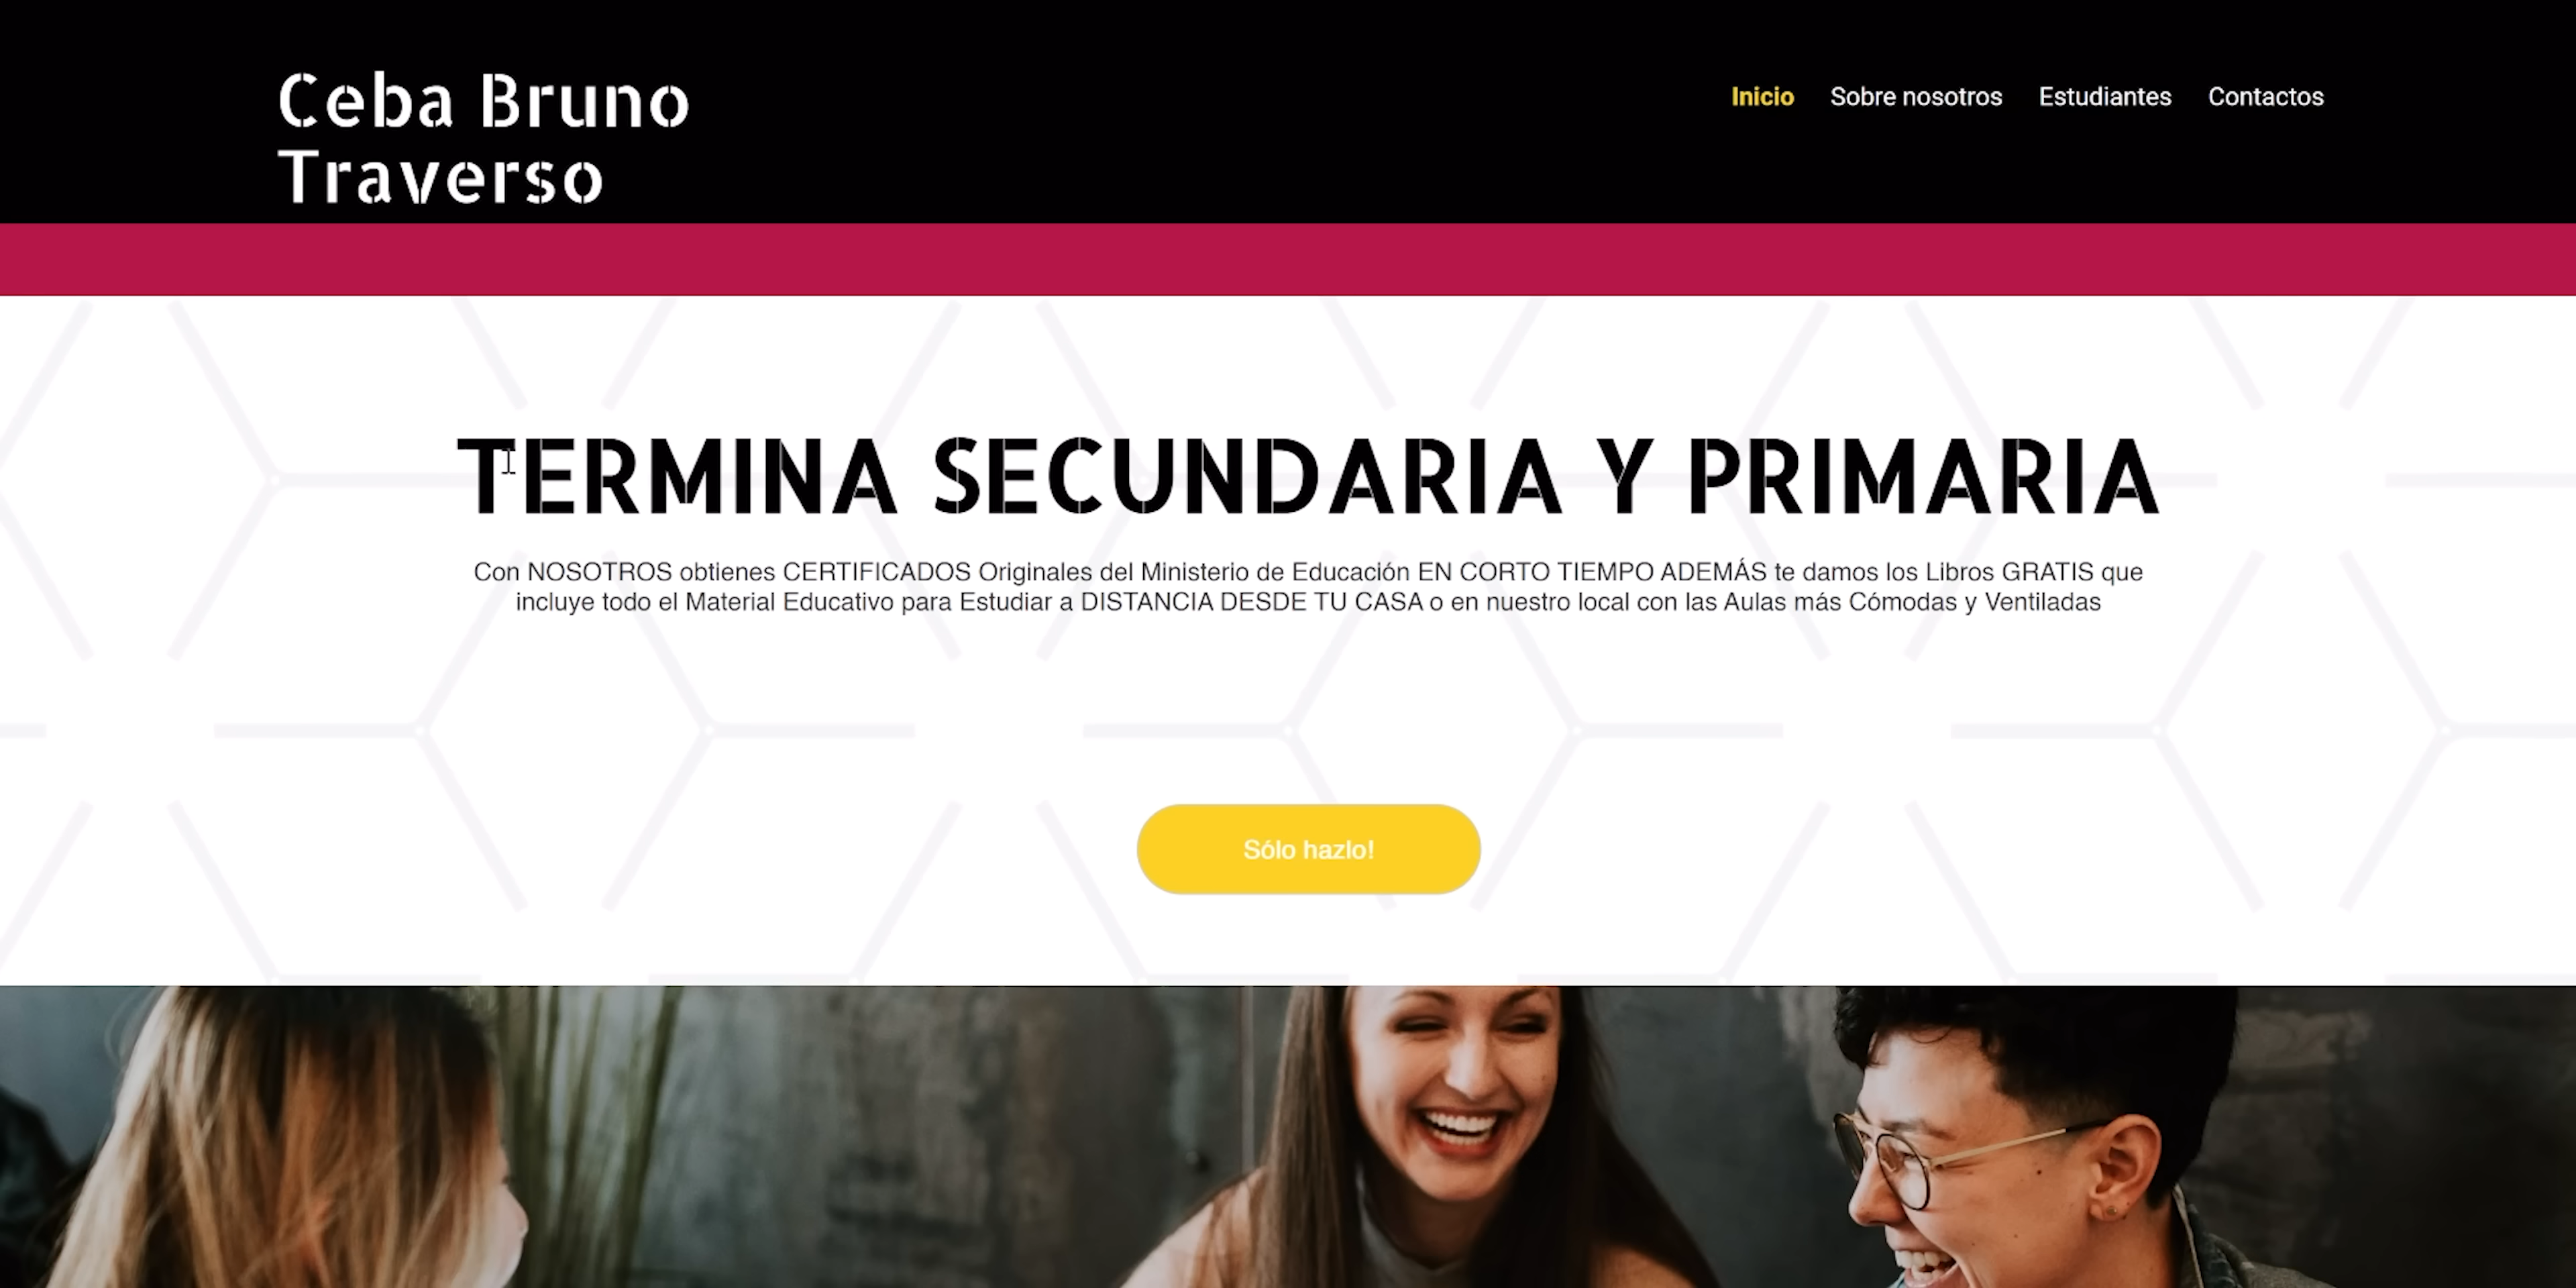 Ceba Bruno
Traverso
Inicio Sobre nosotros Estudiantes Contactos
TERMINA SECUNDARIA Y PRIMARIA
Con NOSOTROS obtienes CERTIFICADOS Originales del Ministerio de Educación EN CORTO TIEMPO ADEMÁS te damos los Libros GRATIS que
incluye todo el Material Educativo para Estudiar a DISTANCIA DESDE TU CASA o en nuestro local con las Aulas más Cómodas y Ventiladas
Sólo hazlo!